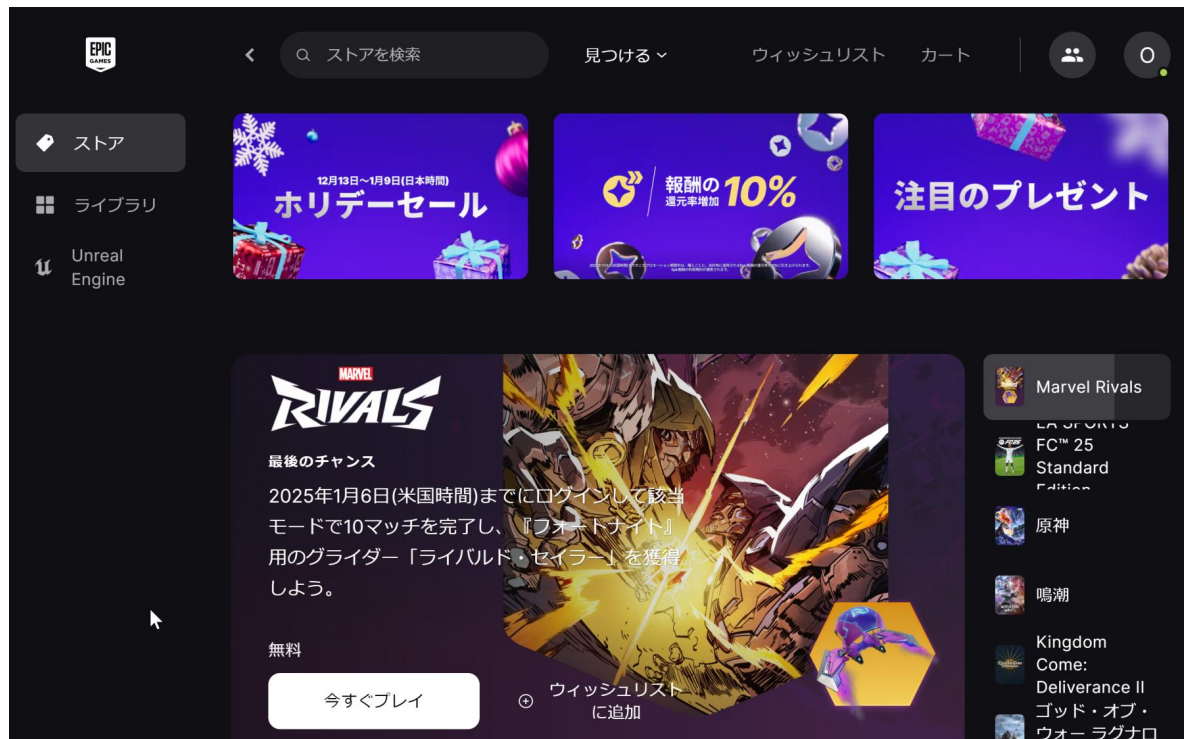 EPIC
GAMES
ストアを検索
見つける
ウィッシュリスト
カート
O
ストア
ライブラリ
Unreal
Engine
12月13日～1月9日(日本時間)
ホリデーセール
報酬の
還元率増加
10%
注目のプレゼント
MARVEL
RIVALS
最後のチャンス
2025年1月6日(米国時間)までにログインして該当
モードで10マッチを完了し、『フォートナイト』
用のグライダー「ライバルド・セイラー」を獲得
しよう。
無料
今すぐプレイ
ウィッシュリスト
に追加
Marvel Rivals
EA SPORTS
FC™ 25
Standard
Edition
原神
鳴潮
Kingdom
Come:
Deliverance II
ゴッド・オブ・
ウォー ラグナロ